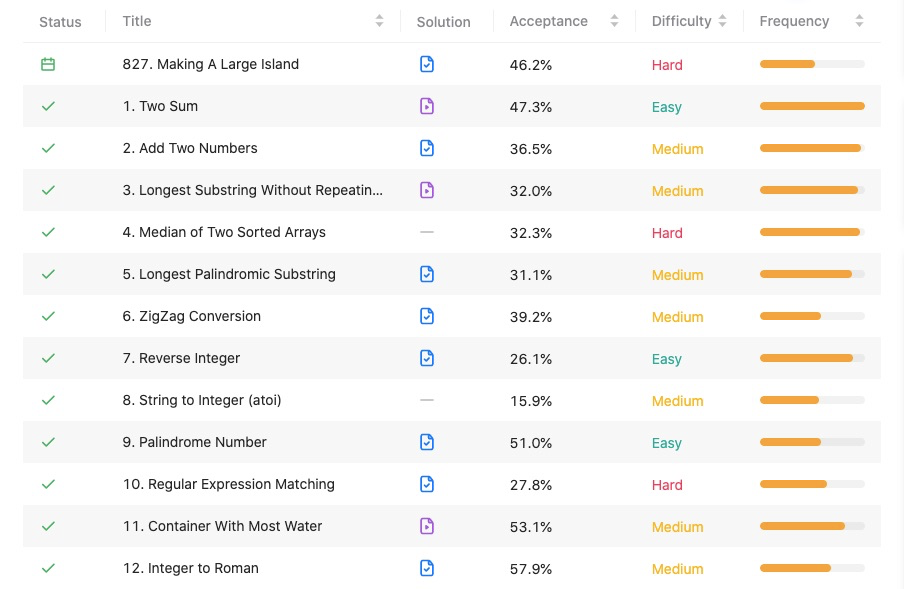 Status Title Solution Acceptance Difficulty Frequency
827. Making A Large Island 46.2% Hard
1. Two Sum 47.3% Easy
2. Add Two Numbers 36.5% Medium
3. Longest Substring Without Repeatin... 32.0% Medium
4. Median of Two Sorted Arrays — 32.3% Hard
5. Longest Palindromic Substring 31.1% Medium
6. ZigZag Conversion 39.2% Medium
7. Reverse Integer 26.1% Easy
8. String to Integer (atoi) — 15.9% Medium
9. Palindrome Number 51.0% Easy
10. Regular Expression Matching 27.8% Hard
11. Container With Most Water 53.1% Medium
12. Integer to Roman 57.9% Medium